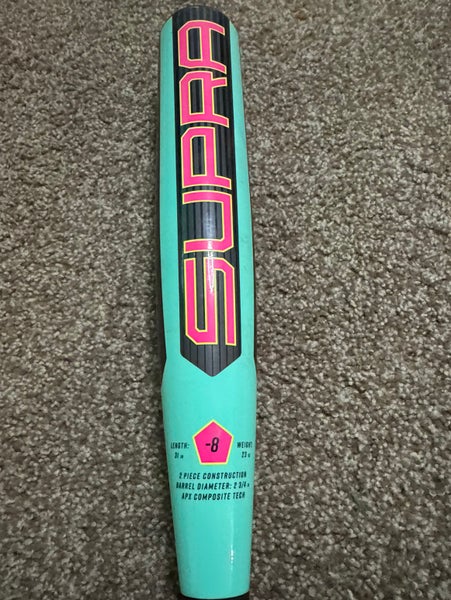 SUPRA
LENGTH: -8 WEIGHT:
31 in 23 oz
2 PIECE CONSTRUCTION
BARREL DIAMETER: 2 3/4 in
APX COMPOSITE TECH